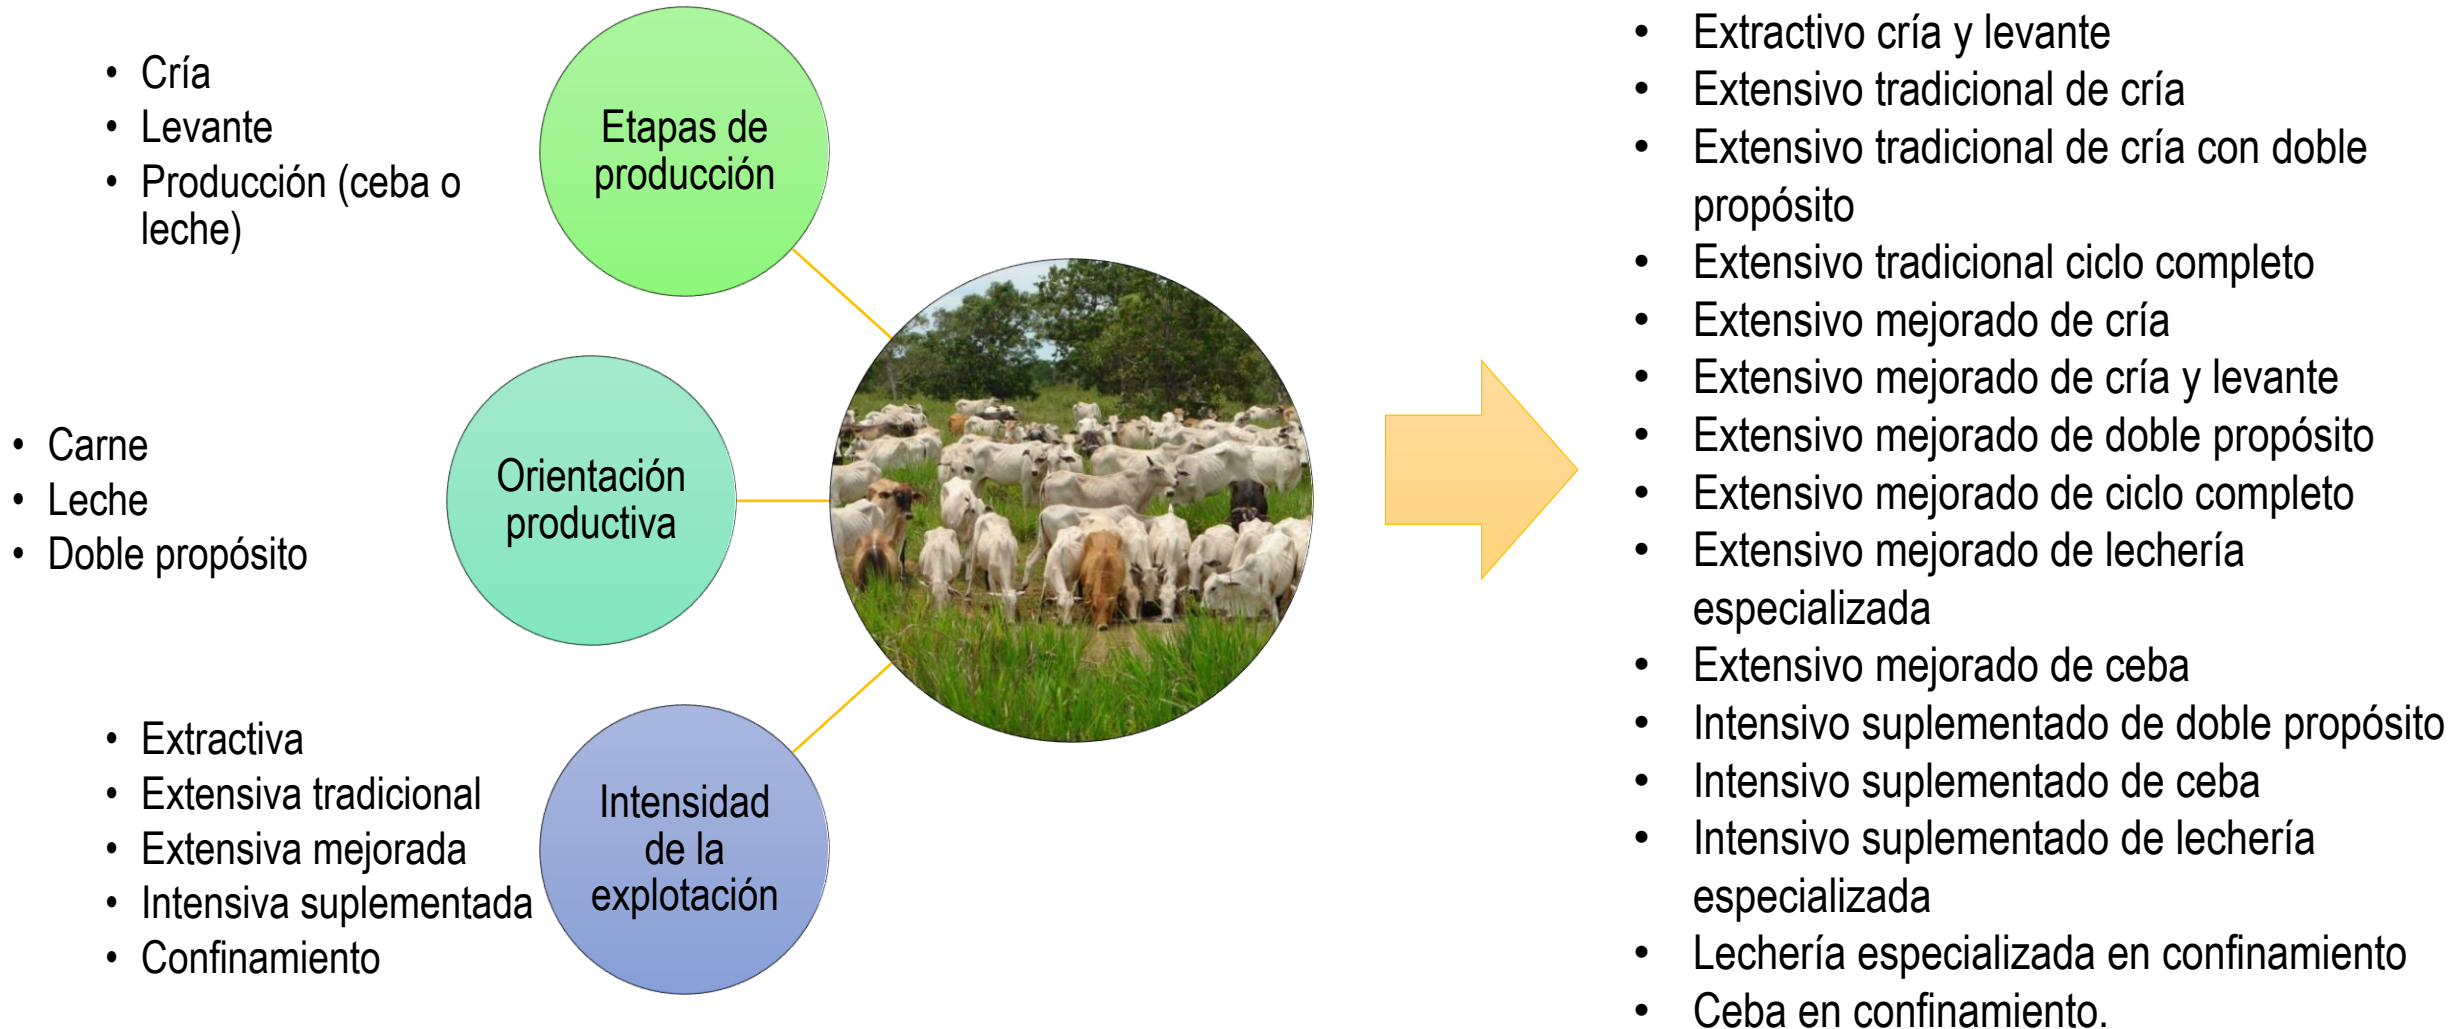 • Cría
• Levante
• Producción (ceba o
leche)
Etapas de
producción
• Carne
• Leche
• Doble propósito
Orientación
productiva
• Extractiva
• Extensiva tradicional
• Extensiva mejorada
• Intensiva suplementada
• Confinamiento
Intensidad
de la
explotación
• Extractivo cría y levante
• Extensivo tradicional de cría
• Extensivo tradicional de cría con doble
propósito
• Extensivo tradicional ciclo completo
• Extensivo mejorado de cría
• Extensivo mejorado de cría y levante
• Extensivo mejorado de doble propósito
• Extensivo mejorado de ciclo completo
• Extensivo mejorado de lechería
especializada
• Extensivo mejorado de ceba
• Intensivo suplementado de doble propósito
• Intensivo suplementado de ceba
• Intensivo suplementado de lechería
especializada
• Lechería especializada en confinamiento
• Ceba en confinamiento.